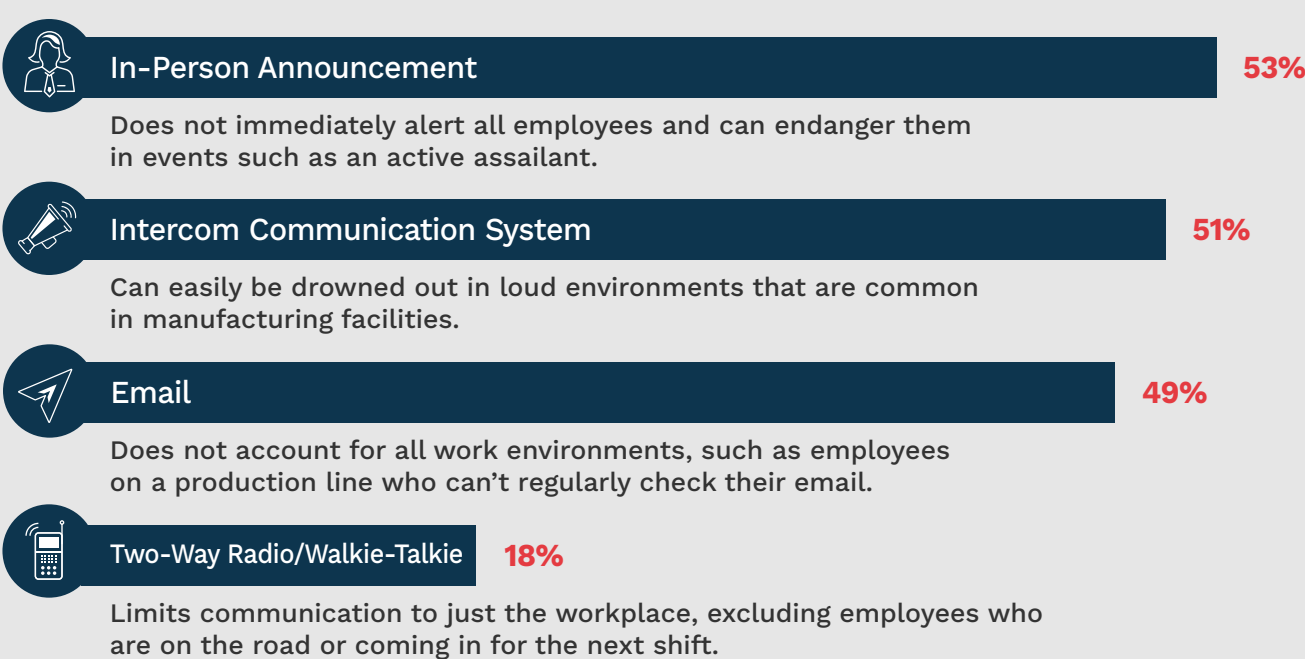 In-Person Announcement
53%
Does not immediately alert all employees and can endanger them
in events such as an active assailant.
Intercom Communication System
51%
Can easily be drowned out in loud environments that are common
in manufacturing facilities.
Email
49%
Does not account for all work environments, such as employees
on a production line who can’t regularly check their email.
Two-Way Radio/Walkie-Talkie
18%
Limits communication to just the workplace, excluding employees who
are on the road or coming in for the next shift.